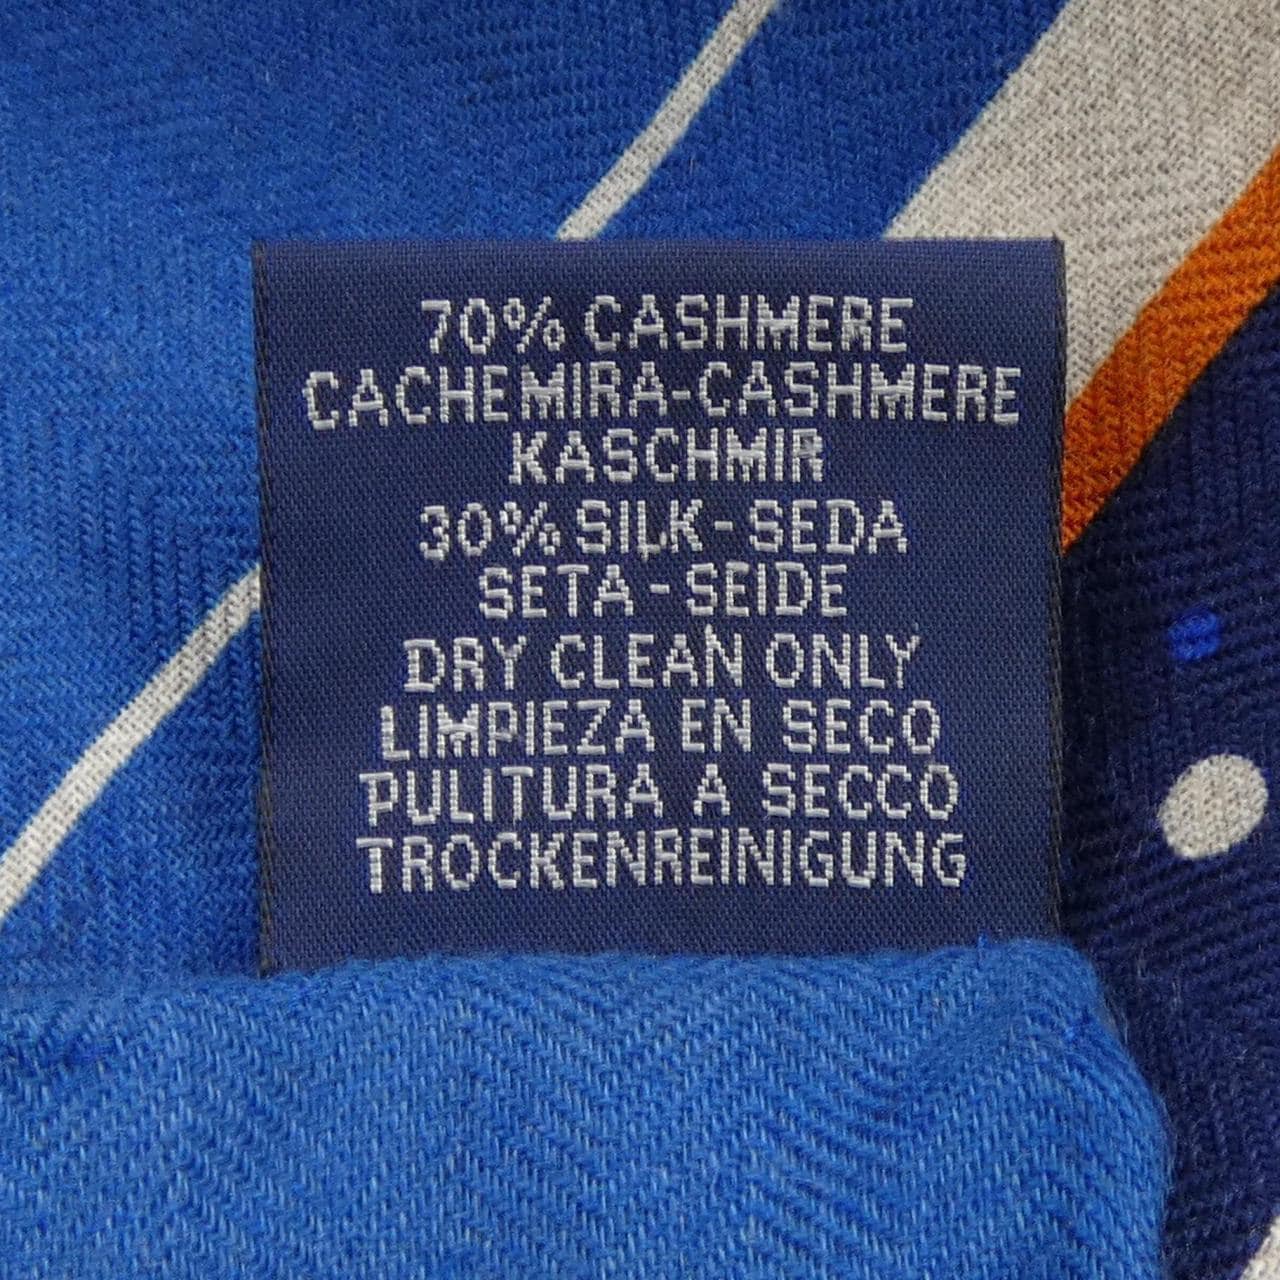 70% CASHMERE
CACHEMIRA-CASHMERE
KASCHMIR
30% SILK - SEDA
SETA - SEIDE
DRY CLEAN ONLY
LIMPIEZA EN SECO
PULITURA A SECCO
TROCKENREINIGUNG